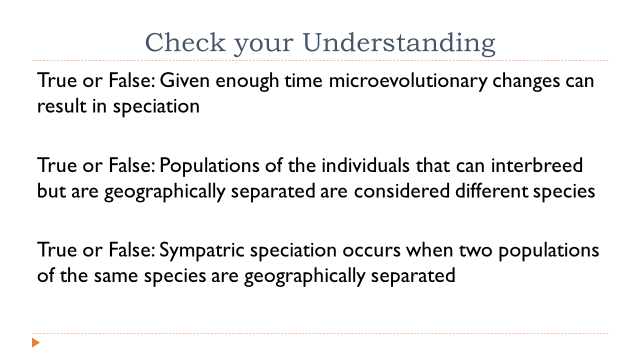 Check your Understanding
True or False: Given enough time microevolutionary changes can
result in speciation
True or False: Populations of the individuals that can interbreed
but are geographically separated are considered different species
True or False: Sympatric speciation occurs when two populations
of the same species are geographically separated